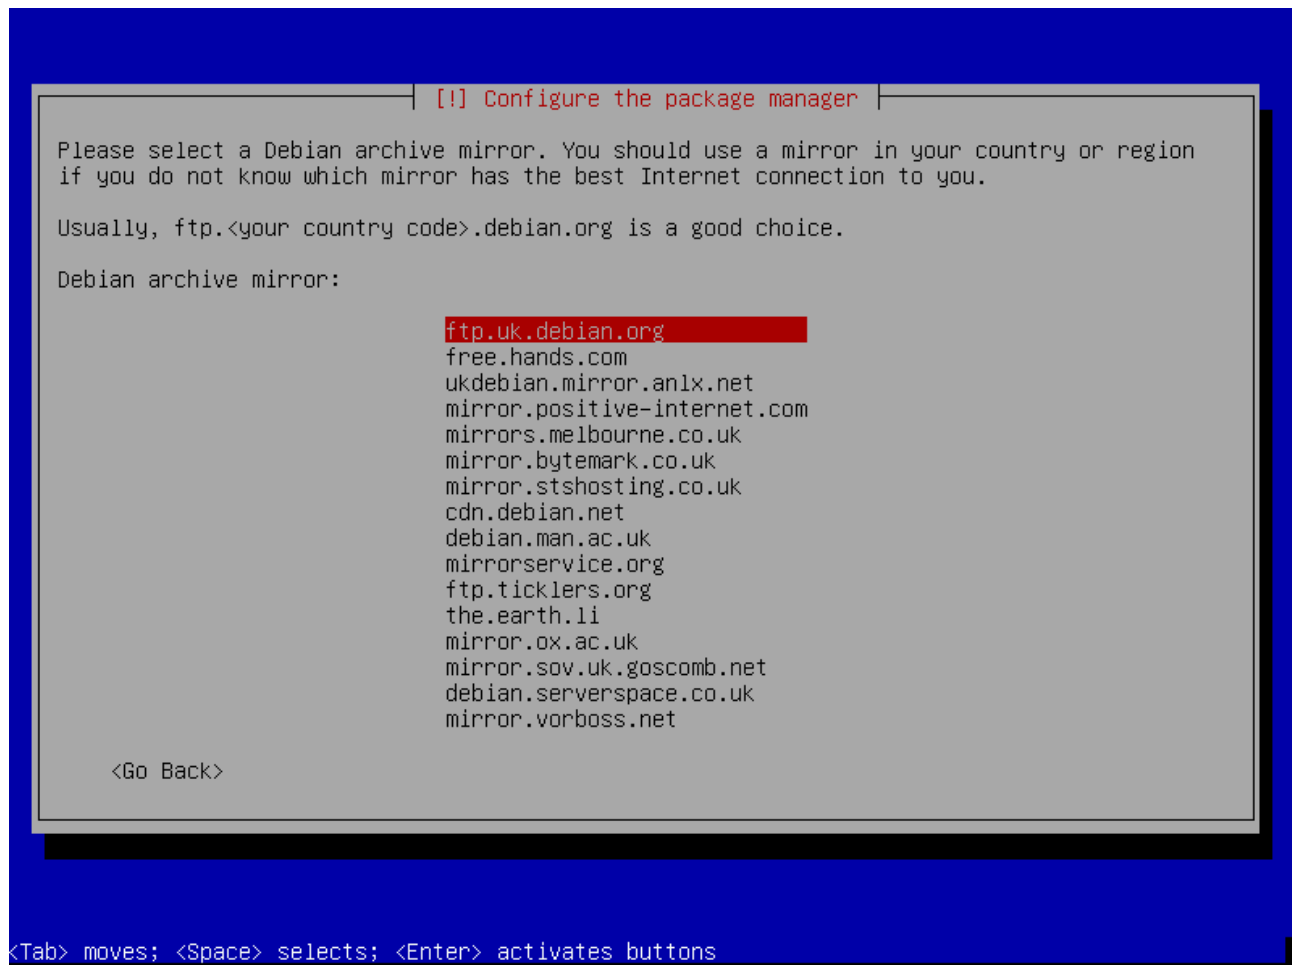 [!] Configure the package manager
Please select a Debian archive mirror. You should use a mirror in your country or region
if you do not know which mirror has the best Internet connection to you.
Usually, ftp.<your country code>.debian.org is a good choice.
Debian archive mirror:
ftp.uk.debian.org
free.hands.com
ukdebian.mirror.anlx.net
mirror.positive-internet.com
mirrors.melbourne.co.uk
mirror.bytemark.co.uk
mirror.stshosting.co.uk
cdn.debian.net
debian.man.ac.uk
mirrorservice.org
ftp.ticklers.org
the.earth.li
mirror.ox.ac.uk
mirror.sov.uk.goscomb.net
debian.serverspace.co.uk
mirror.vorboss.net
<Go Back>
<Tab> moves; <Space> selects; <Enter> activates buttons